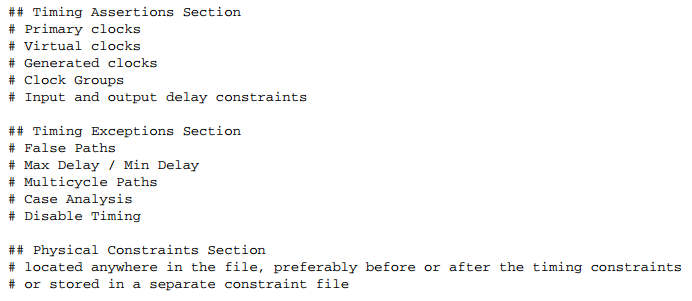 ## Timing Assertions Section
# Primary clocks
# Virtual clocks
# Generated clocks
# Clock Groups
# Input and output delay constraints
## Timing Exceptions Section
# False Paths
# Max Delay / Min Delay
# Multicycle Paths
# Case Analysis
# Disable Timing
## Physical Constraints Section
# located anywhere in the file, preferably before or after the timing constraints
# or stored in a separate constraint file